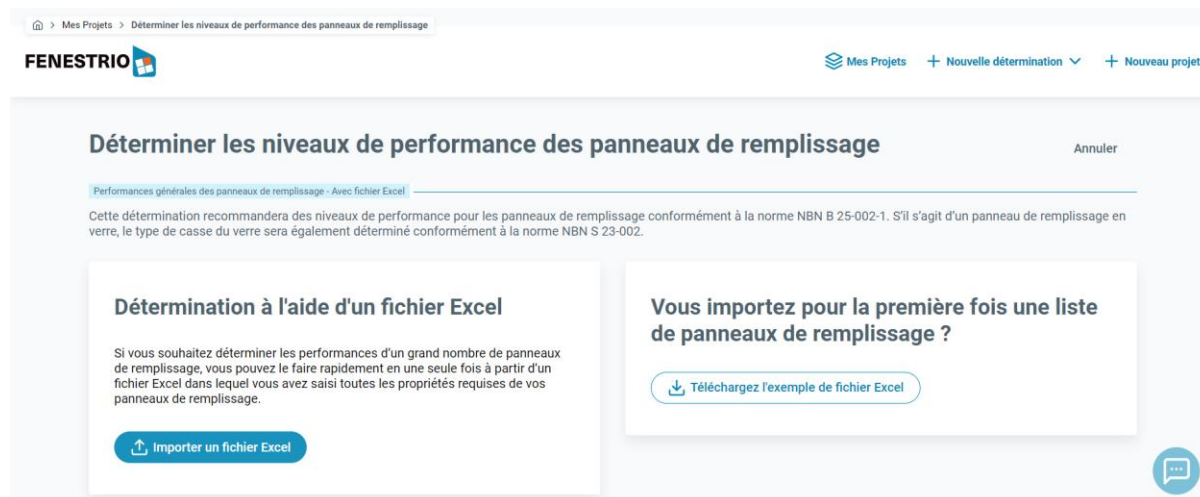 Mes Projets > Déterminer les niveaux de performance des panneaux de remplissage
FENESTRIO
Mes Projets + Nouvelle détermination + Nouveau projet
Déterminer les niveaux de performance des panneaux de remplissage
Annuler
Performances générales des panneaux de remplissage - Avec fichier Excel
Cette détermination recommandera des niveaux de performance pour les panneaux de remplissage conformément à la norme NBN B 25-002-1. S'il s'agit d'un panneau de remplissage en
verre, le type de casse du verre sera également déterminé conformément à la norme NBN S 23-002.
Détermination à l'aide d'un fichier Excel
Si vous souhaitez déterminer les performances d'un grand nombre de panneaux
de remplissage, vous pouvez le faire rapidement en une seule fois à partir d'un
fichier Excel dans lequel vous avez saisi toutes les propriétés requises de vos
panneaux de remplissage.
Importer un fichier Excel
Vous importez pour la première fois une liste
de panneaux de remplissage ?
Téléchargez l'exemple de fichier Excel